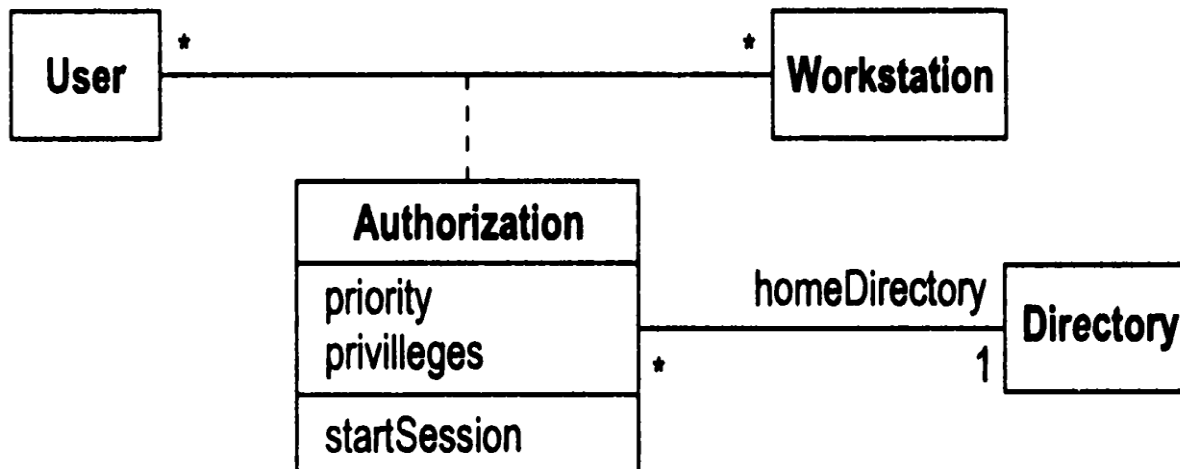 * *
User Workstation
Authorization
priority
privilleges
homeDirectory
Directory
* 1
startSession